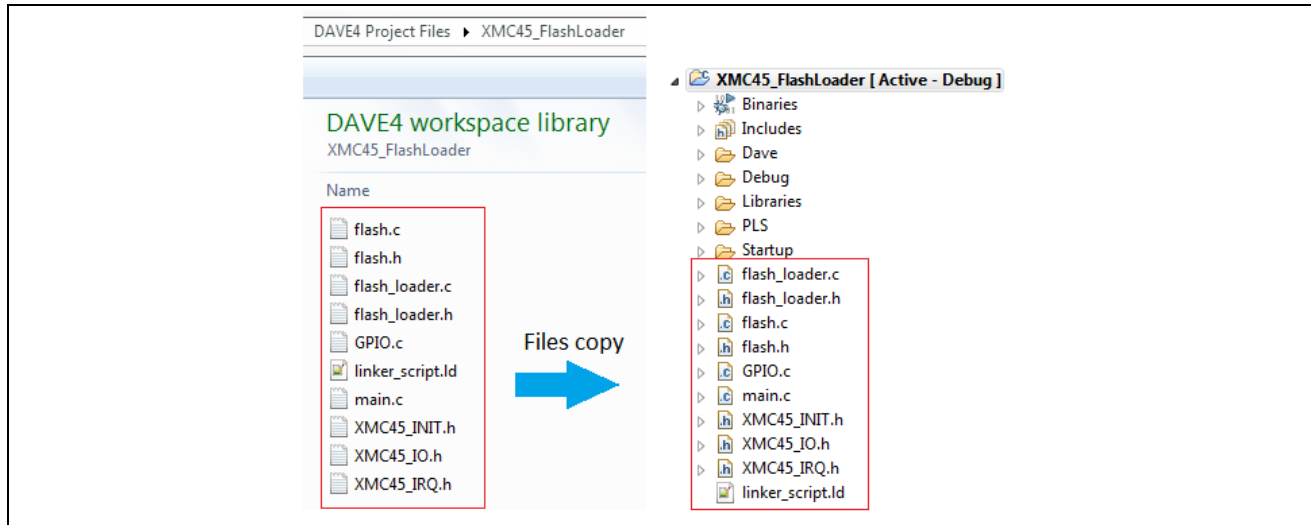 DAVE4 Project Files ▸ XMC45_FlashLoader
DAVE4 workspace library
XMC45_FlashLoader
Name
flash.c
flash.h
flash_loader.c
flash_loader.h
GPIO.c
linker_script.ld
main.c
XMC45_INIT.h
XMC45_IO.h
XMC45_IRQ.h
Files copy
XMC45_FlashLoader [ Active - Debug ]
Binaries
Includes
Dave
Debug
Libraries
PLS
Startup
flash_loader.c
flash_loader.h
flash.c
flash.h
GPIO.c
main.c
XMC45_INIT.h
XMC45_IO.h
XMC45_IRQ.h
linker_script.ld